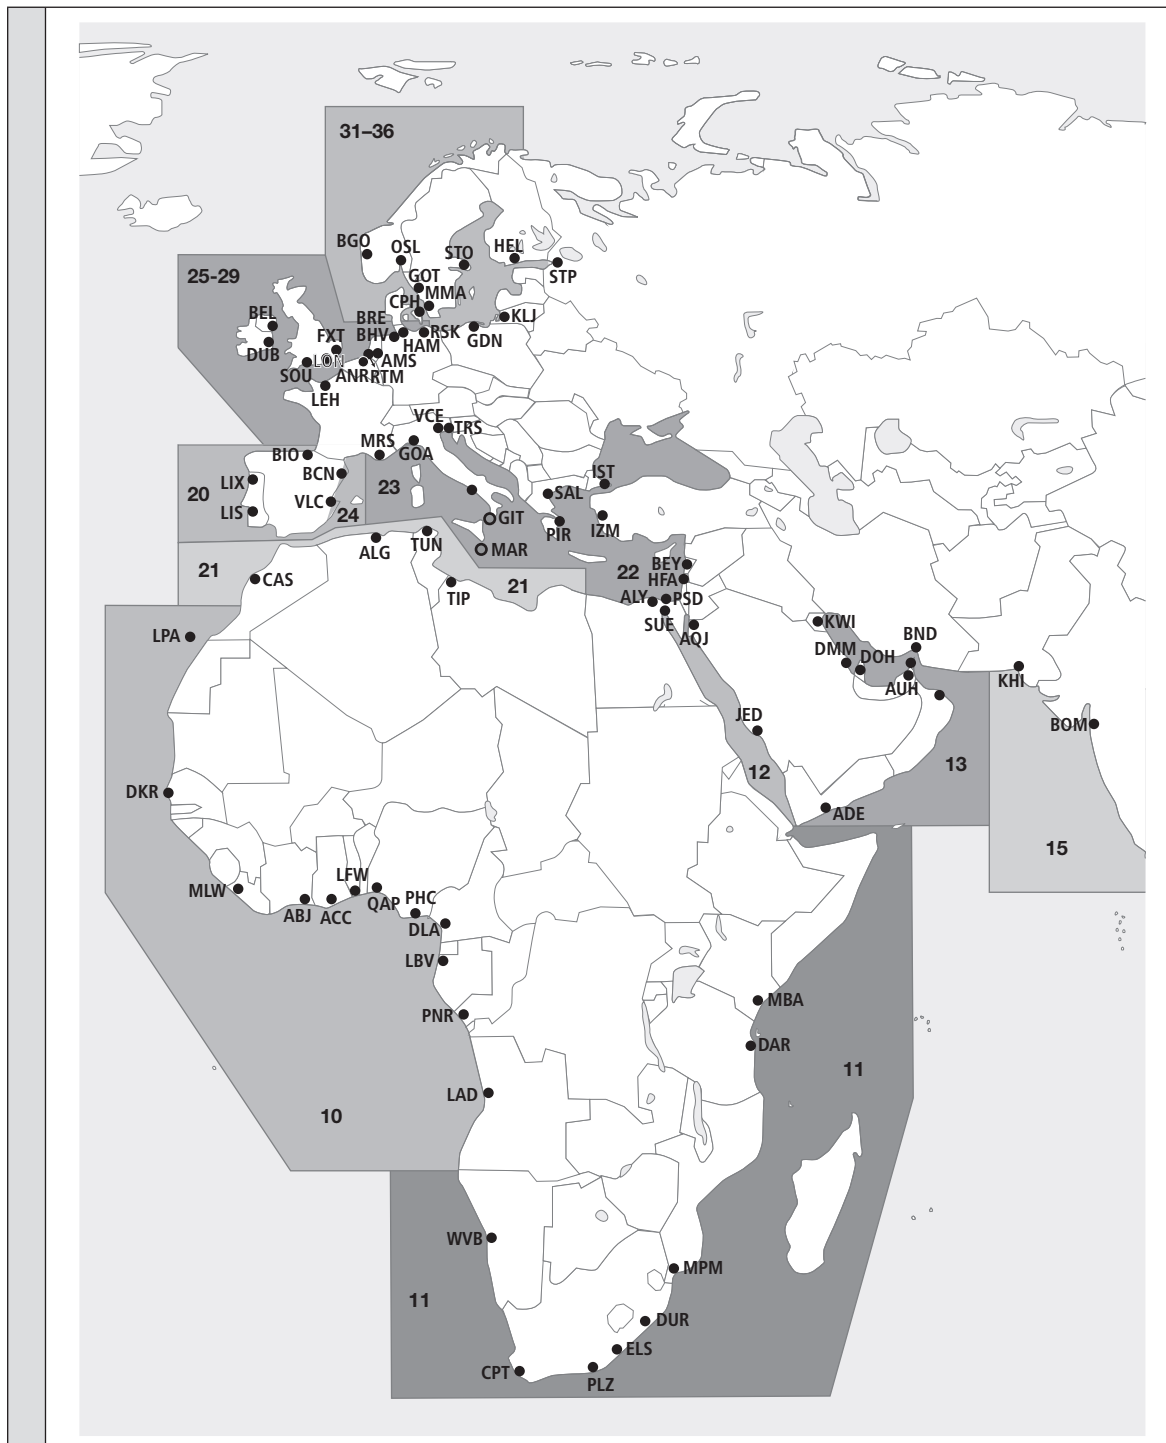 31–36
BGO
OSL
STO
HEL
STP
GOT
MMA
CPH
25-29
BEL
BRE
BHV
KLJ
RSK
HAM
GDN
FXT
DUB
LON
AMS
SOU
ANR
RTM
LEH
VCE
TRS
MRS
GOA
BIO
BCN
LIX
20
LIS
VLC
24
23
IST
SAL
GIT
PIR
IZM
ALG
TUN
MAR
21
CAS
TIP
21
22
BEY
HFA
ALY
PSD
SUE
AQJ
KWI
LPA
BND
DMM
DOH
AUH
KHI
JED
BOM
12
13
DKR
ADE
15
MLW
LFW
ABJ
ACC
QAP
PHC
DLA
LBV
MBA
PNR
DAR
11
LAD
10
WVB
MPM
11
DUR
ELS
CPT
PLZ